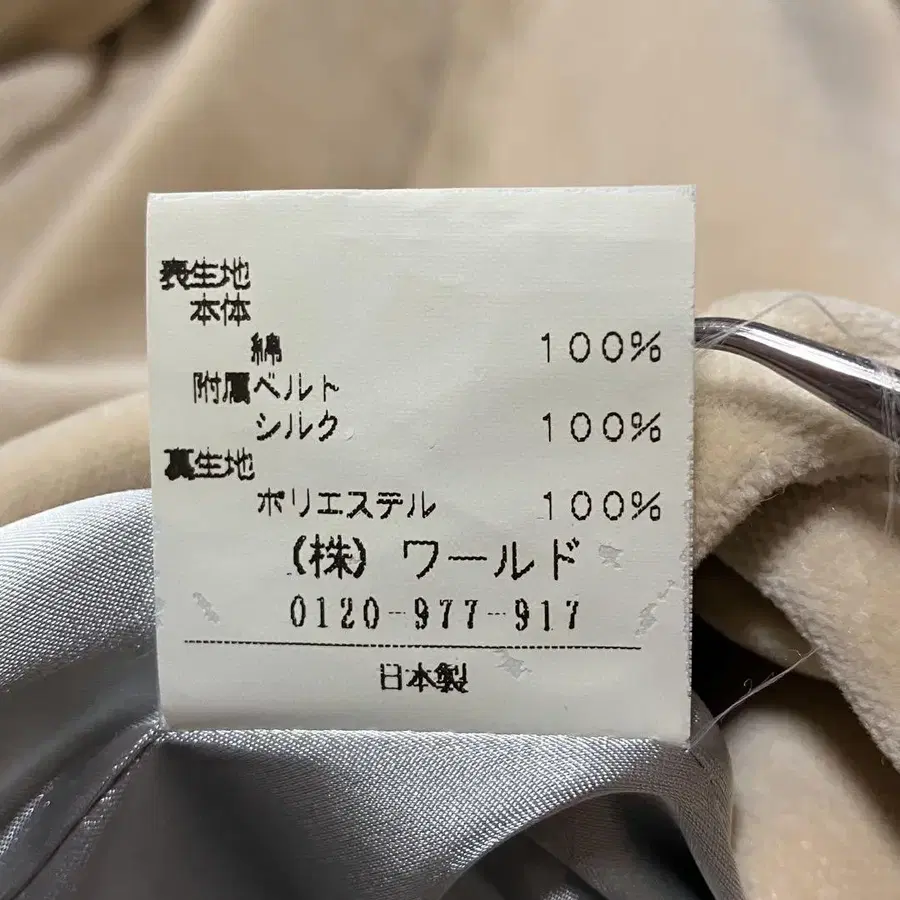 表生地
本体
綿 100%
附属ベルト
シルク 100%
裏生地
ポリエステル 100%
(株) ワールド
0120-977-917
日本製